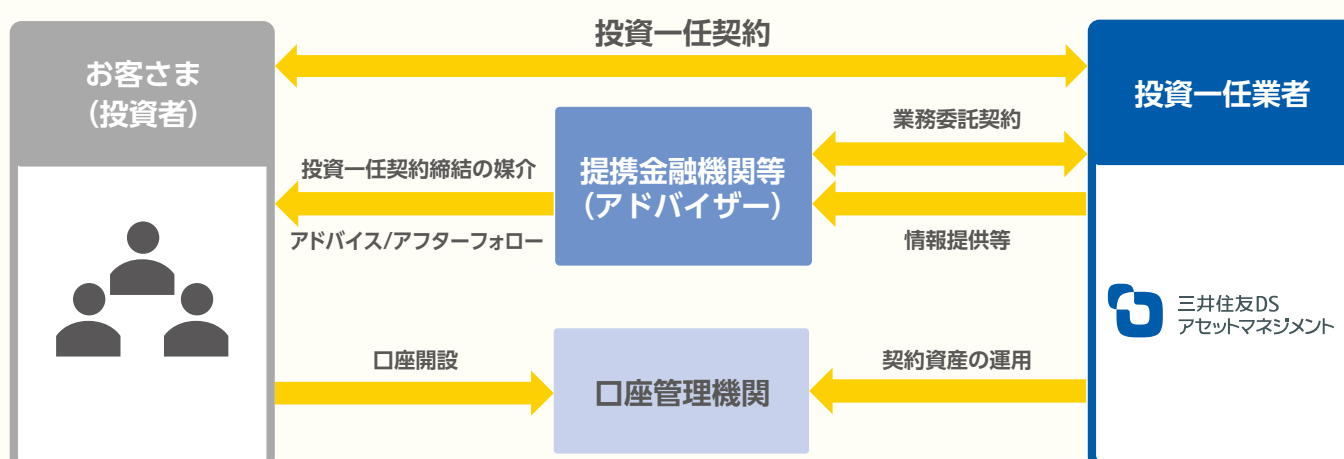 投資一任契約
お客さま
（投資者）
投資一任業者
業務委託契約
投資一任契約締結の媒介
提携金融機関等
（アドバイザー）
アドバイス/アフターフォロー
情報提供等
三井住友DS
アセットマネジメント
口座開設
口座管理機関
契約資産の運用